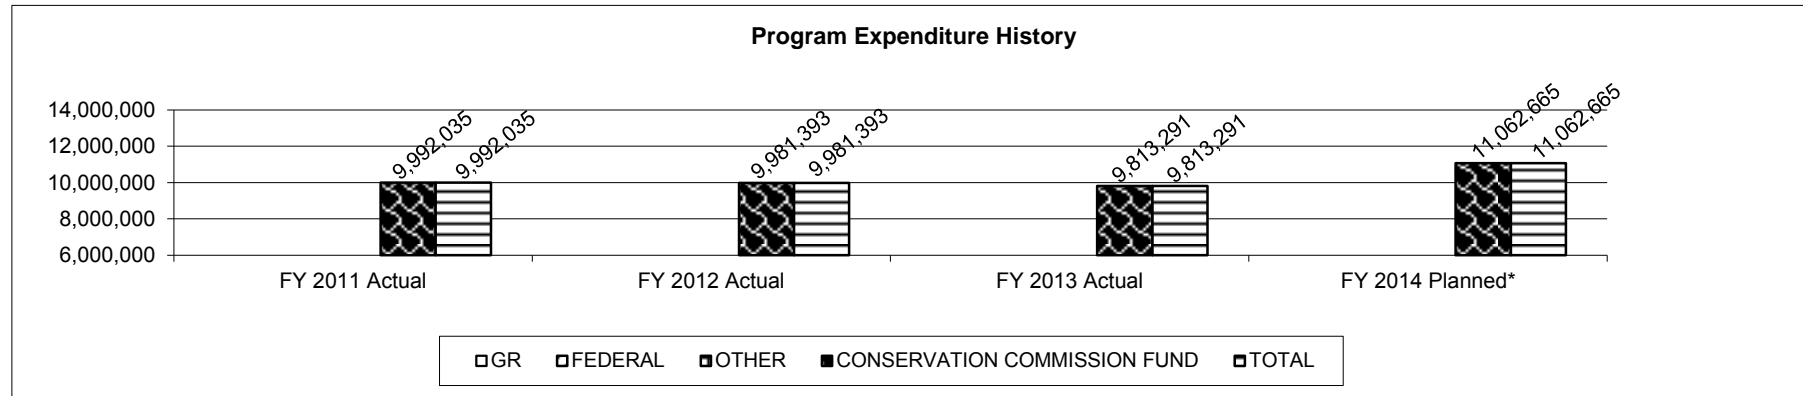 Program Expenditure History
14,000,000
12,000,000
10,000,000
8,000,000
6,000,000
9,992,035
9,992,035
9,981,393
9,981,393
9,813,291
9,813,291
11,062,665
11,062,665
FY 2011 Actual
FY 2012 Actual
FY 2013 Actual
FY 2014 Planned*
GR FEDERAL OTHER CONSERVATION COMMISSION FUND TOTAL